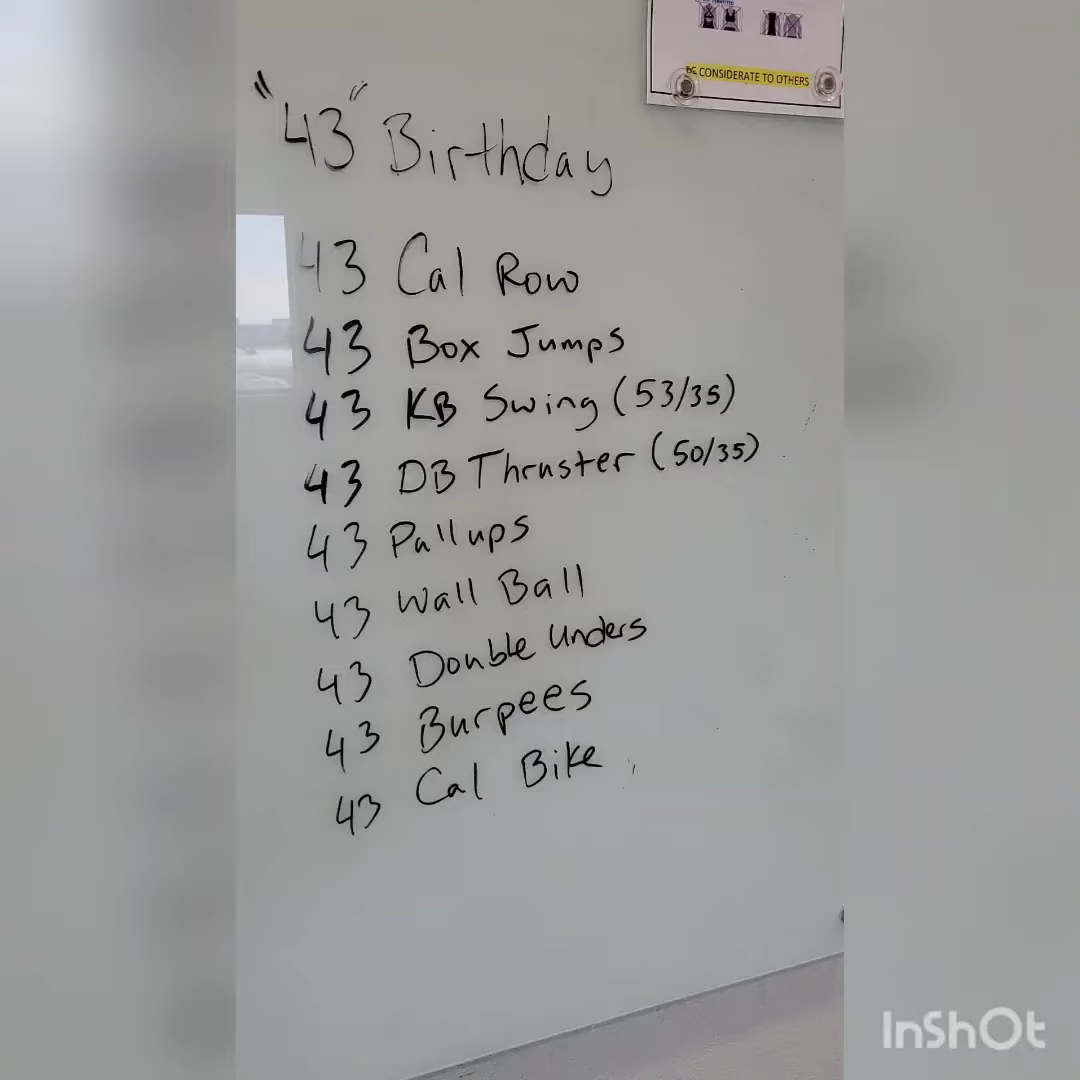 BE CONSIDERATE TO OTHERS
"43" Birthday
43 Cal Row
43 Box Jumps
43 KB Swing (53/35)
43 DB Thruster (50/35)
43 Pullups
43 Wall Ball
43 Double Unders
43 Burpees
43 Cal Bike
InShOt